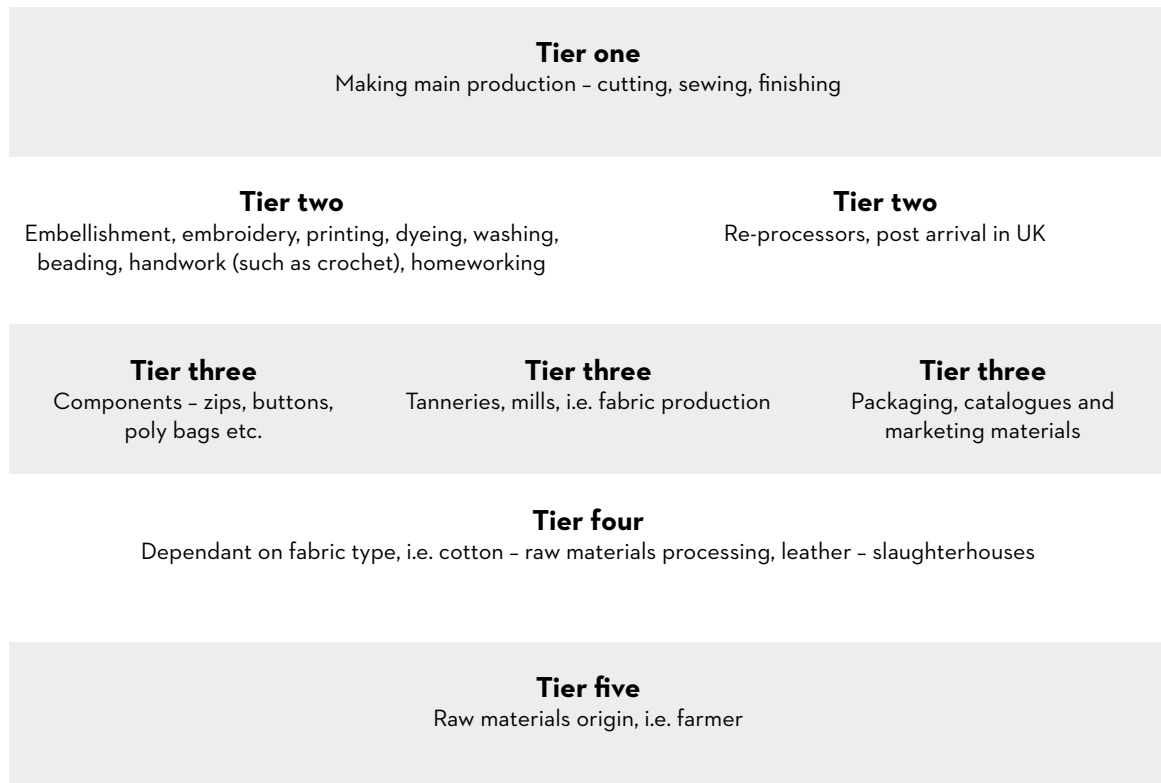 Tier one
Making main production – cutting, sewing, finishing
Tier two
Embellishment, embroidery, printing, dyeing, washing,
beading, handwork (such as crochet), homeworking
Tier two
Re-processors, post arrival in UK
Tier three
Components – zips, buttons,
poly bags etc.
Tier three
Tanneries, mills, i.e. fabric production
Tier three
Packaging, catalogues and
marketing materials
Tier four
Dependant on fabric type, i.e. cotton – raw materials processing, leather – slaughterhouses
Tier five
Raw materials origin, i.e. farmer